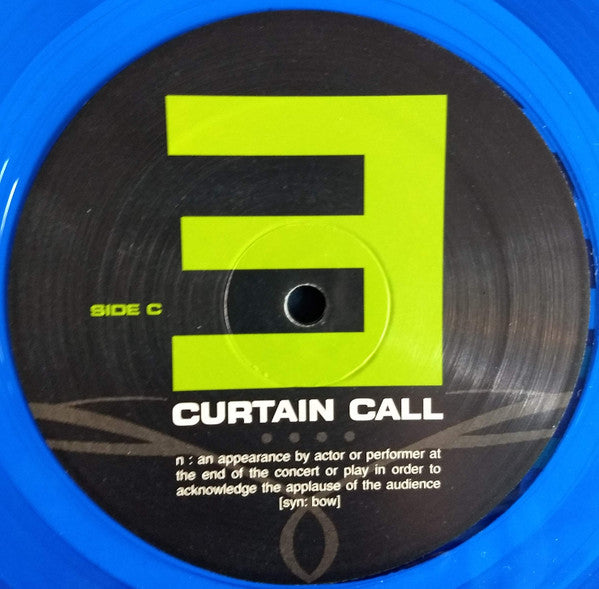 Ǝ
SIDE C
CURTAIN CALL
n : an appearance by actor or performer at
the end of the concert or play in order to
acknowledge the applause of the audience
[syn: bow]